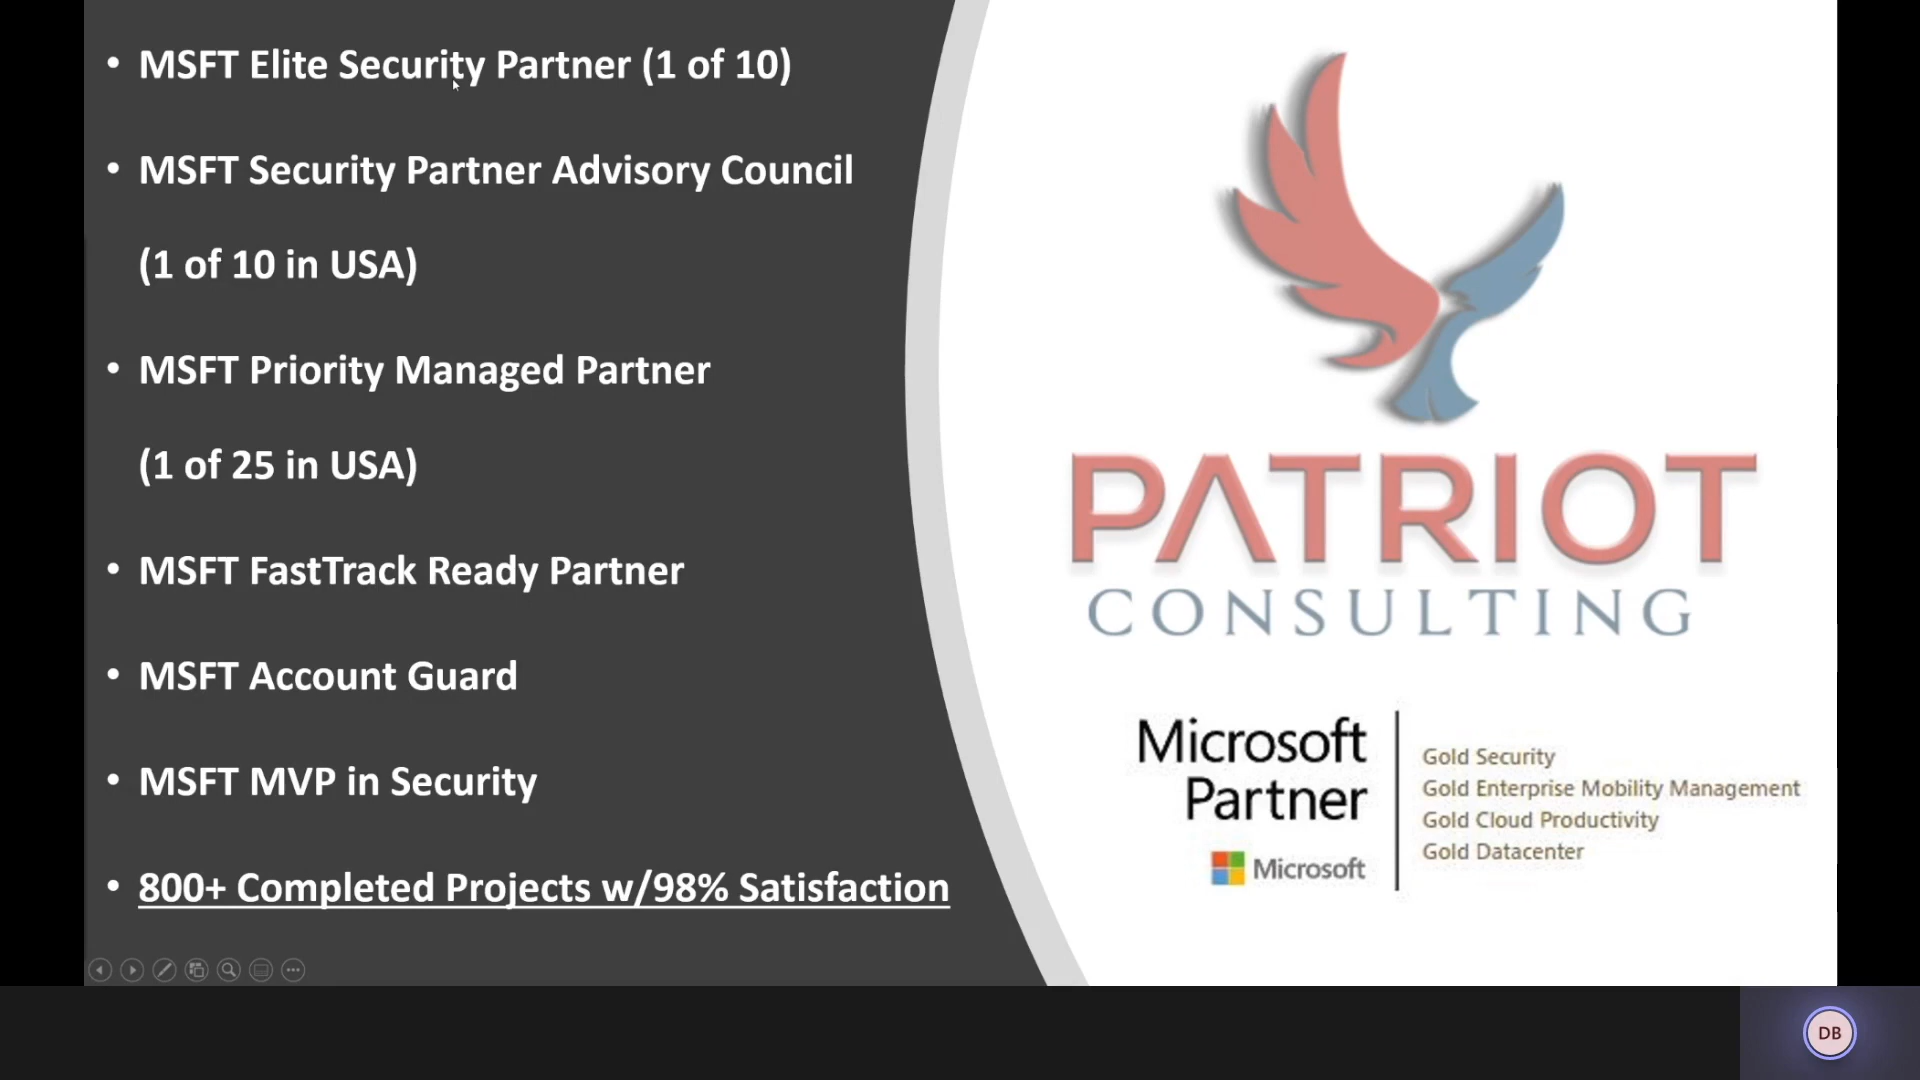 • MSFT Elite Security Partner (1 of 10)
• MSFT Security Partner Advisory Council
(1 of 10 in USA)
• MSFT Priority Managed Partner
(1 of 25 in USA)
• MSFT FastTrack Ready Partner
• MSFT Account Guard
• MSFT MVP in Security
• 800+ Completed Projects w/98% Satisfaction
PATRIOT
CONSULTING
Microsoft
Partner
Microsoft
Gold Security
Gold Enterprise Mobility Management
Gold Cloud Productivity
Gold Datacenter
DB